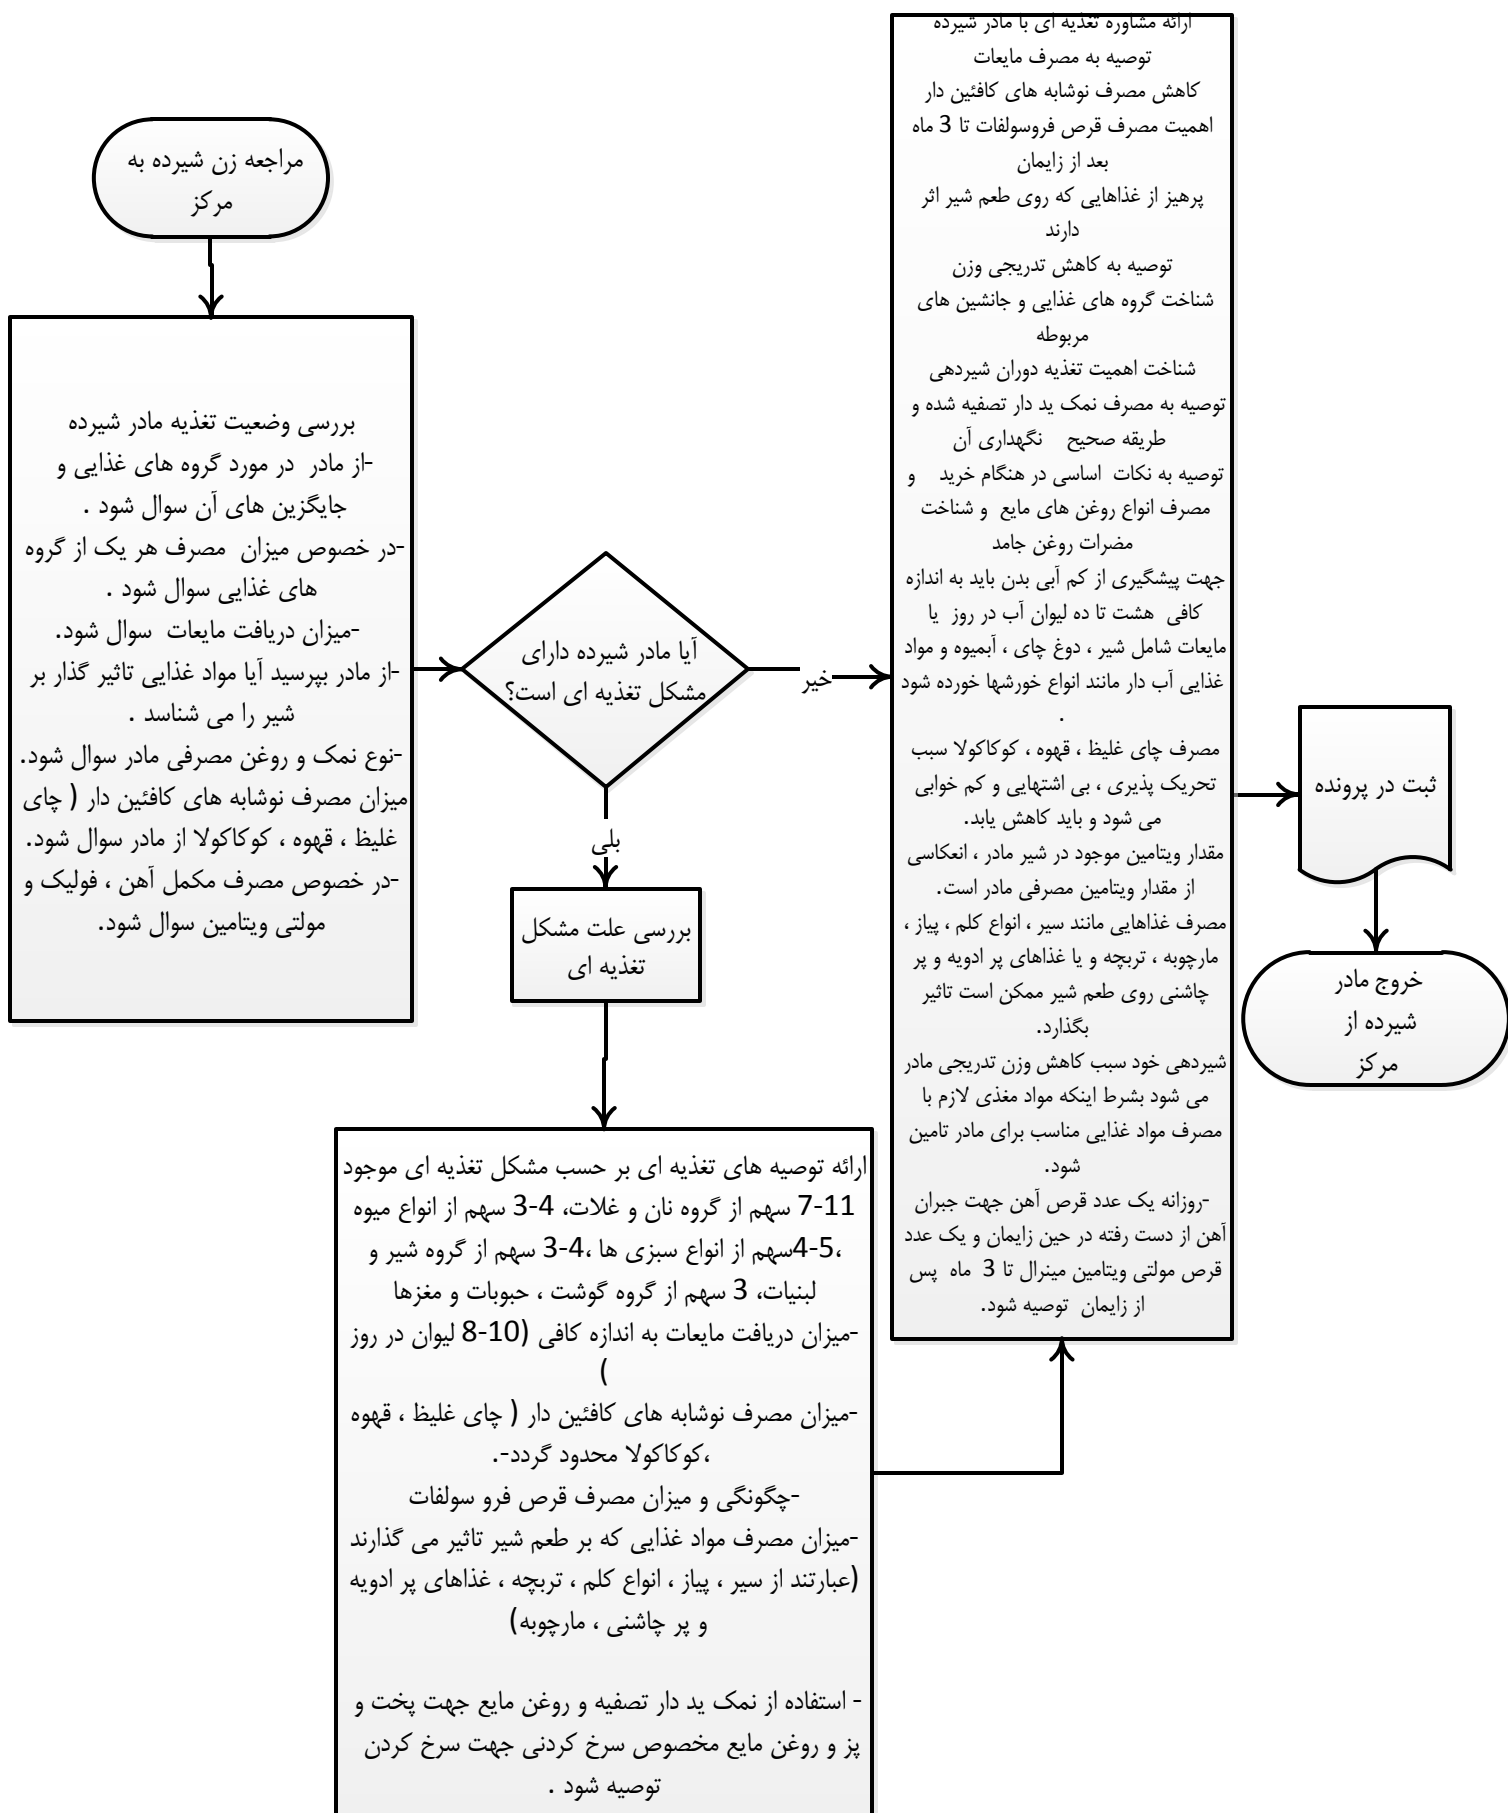 مراجعه زن شیرده به
مرکز
بررسی وضعیت تغذیه مادر شیرده
-از مادر در مورد گروه های غذایی و
جایگزین های آن سوال شود .
-در خصوص میزان مصرف هر یک از گروه
های غذایی سوال شود .
-میزان دریافت مایعات سوال شود.
-از مادر بپرسید آیا مواد غذایی تاثیر گذار بر
شیر را می شناسد .
-نوع نمک و روغن مصرفی مادر سوال شود.
میزان مصرف نوشابه های کافئین دار ( چای
غلیظ ، قهوه ، کوکاکولا از مادر سوال شود.
-در خصوص مصرف مکمل آهن ، فولیک و
مولتی ویتامین سوال شود.
آیا مادر شیرده دارای
مشکل تغذیه ای است؟
خیر
بلی
بررسی علت مشکل
تغذیه ای
ارائه توصیه های تغذیه ای بر حسب مشکل تغذیه ای موجود
7-11 سهم از گروه نان و غلات، 4-3 سهم از انواع میوه
،4-5سهم از انواع سبزی ها ،4-3 سهم از گروه شیر و
لبنیات، 3 سهم از گروه گوشت ، حبوبات و مغزها
-میزان دریافت مایعات به اندازه کافی (10-8 لیوان در روز
)
-میزان مصرف نوشابه های کافئین دار ( چای غلیظ ، قهوه
،کوکاکولا محدود گردد-.
-چگونگی و میزان مصرف قرص فرو سولفات
-میزان مصرف مواد غذایی که بر طعم شیر تاثیر می گذارند
(عبارتند از سیر ، پیاز ، انواع کلم ، تربچه ، غذاهای پر ادویه
و پر چاشنی ، مارچوبه)
- استفاده از نمک ید دار تصفیه و روغن مایع جهت پخت و
پز و روغن مایع مخصوص سرخ کردنی جهت سرخ کردن
توصیه شود .
ارائه مشاوره تغذیه ای با مادر شیرده
توصیه به مصرف مایعات
کاهش مصرف نوشابه های کافئین دار
اهمیت مصرف قرص فروسولفات تا 3 ماه
بعد از زایمان
پرهیز از غذاهایی که روی طعم شیر اثر
دارند
توصیه به کاهش تدریجی وزن
شناخت گروه های غذایی و جانشین های
مربوطه
شناخت اهمیت تغذیه دوران شیردهی
توصیه به مصرف نمک ید دار تصفیه شده و
طریقه صحیح نگهداری آن
توصیه به نکات اساسی در هنگام خرید و
مصرف انواع روغن های مایع و شناخت
مضرات روغن جامد
جهت پیشگیری از کم آبی بدن باید به اندازه
کافی هشت تا ده لیوان آب در روز یا
مایعات شامل شیر ، دوغ چای ، آبمیوه و مواد
غذایی آب دار مانند انواع خورشها خورده شود
.
مصرف چای غلیظ ، قهوه ، کوکاکولا سبب
تحریک پذیری ، بی اشتهایی و کم خوابی
می شود و باید کاهش یابد.
مقدار ویتامین موجود در شیر مادر ، انعکاسی
از مقدار ویتامین مصرفی مادر است.
مصرف غذاهایی مانند سیر ، انواع کلم ، پیاز ،
مارچوبه ، تربچه و یا غذاهای پر ادویه و پر
چاشنی روی طعم شیر ممکن است تاثیر
بگذارد.
شیردهی خود سبب کاهش وزن تدریجی مادر
می شود بشرط اینکه مواد مغذی لازم با
مصرف مواد غذایی مناسب برای مادر تامین
شود.
-روزانه یک عدد قرص آهن جهت جبران
آهن از دست رفته در حین زایمان و یک عدد
قرص مولتی ویتامین مینرال تا 3 ماه پس
از زایمان توصیه شود.
ثبت در پرونده
خروج مادر
شیرده از
مرکز